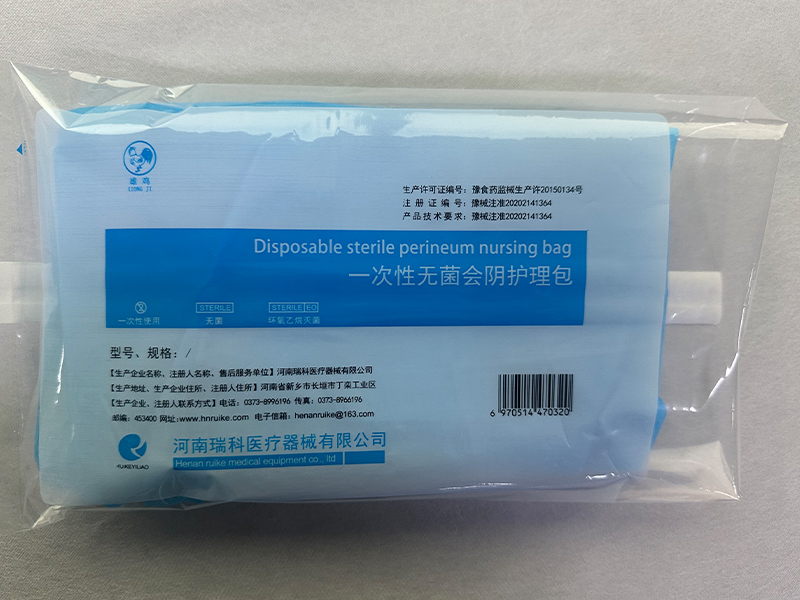 雄鸡
XIONG JI
生产许可证编号：豫食药监械生产许20150134号
注册证编号：豫械注准20202141364
产品技术要求：豫械注准20202141364
Disposable sterile perineum nursing bag
一次性无菌会阴护理包
STERILE STERILE EO
一次性使用 无菌 环氧乙烷灭菌
型号、规格：/
【生产企业名称、注册人名称、售后服务单位】河南瑞科医疗器械有限公司
【生产地址、生产企业住所、注册人住所】河南省新乡市长垣市丁栾工业区
【生产企业、注册人联系方式】电话：0373-8996196 传真：0373-8966196
邮编：453400 网址:www.hnruike.com 电子信箱：henanruike@163.com
6 970514 470320
RUIKEYILIAO
河南瑞科医疗器械有限公司
Henan ruike medical equipment co., ltd